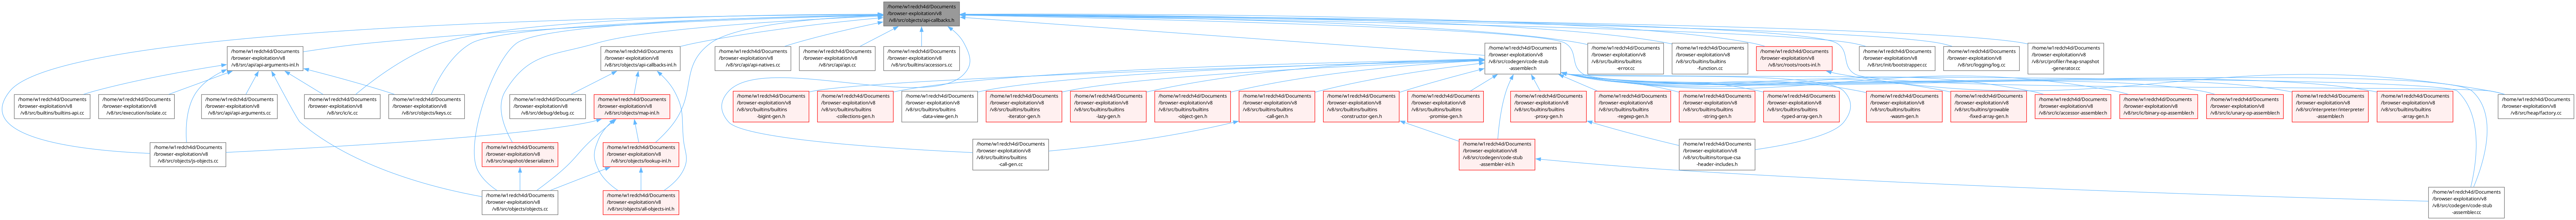 /home/w1redch4d/Documents
/browser-exploitation/v8
/v8/src/objects/api-callbacks.h
/home/w1redch4d/Documents
/browser-exploitation/v8
/v8/src/api/api-arguments-inl.h
/home/w1redch4d/Documents
/browser-exploitation/v8
/v8/src/objects/api-callbacks-inl.h
/home/w1redch4d/Documents
/browser-exploitation/v8
/v8/src/api/api-natives.cc
/home/w1redch4d/Documents
/browser-exploitation/v8
/v8/src/api/api.cc
/home/w1redch4d/Documents
/browser-exploitation/v8
/v8/src/builtins/accessors.cc
/home/w1redch4d/Documents
/browser-exploitation/v8
/v8/src/codegen/code-stub
-assembler.h
/home/w1redch4d/Documents
/browser-exploitation/v8
/v8/src/builtins/builtins
-error.cc
/home/w1redch4d/Documents
/browser-exploitation/v8
/v8/src/builtins/builtins
-function.cc
/home/w1redch4d/Documents
/browser-exploitation/v8
/v8/src/roots/roots-inl.h
/home/w1redch4d/Documents
/browser-exploitation/v8
/v8/src/init/bootstrapper.cc
/home/w1redch4d/Documents
/browser-exploitation/v8
/v8/src/logging/log.cc
/home/w1redch4d/Documents
/browser-exploitation/v8
/v8/src/profiler/heap-snapshot
-generator.cc
/home/w1redch4d/Documents
/browser-exploitation/v8
/v8/src/builtins/builtins-api.cc
/home/w1redch4d/Documents
/browser-exploitation/v8
/v8/src/execution/isolate.cc
/home/w1redch4d/Documents
/browser-exploitation/v8
/v8/src/api/api-arguments.cc
/home/w1redch4d/Documents
/browser-exploitation/v8
/v8/src/ic/ic.cc
/home/w1redch4d/Documents
/browser-exploitation/v8
/v8/src/objects/keys.cc
/home/w1redch4d/Documents
/browser-exploitation/v8
/v8/src/debug/debug.cc
/home/w1redch4d/Documents
/browser-exploitation/v8
/v8/src/objects/map-inl.h
/home/w1redch4d/Documents
/browser-exploitation/v8
/v8/src/builtins/builtins
-bigint-gen.h
/home/w1redch4d/Documents
/browser-exploitation/v8
/v8/src/builtins/builtins
-collections-gen.h
/home/w1redch4d/Documents
/browser-exploitation/v8
/v8/src/builtins/builtins
-data-view-gen.h
/home/w1redch4d/Documents
/browser-exploitation/v8
/v8/src/builtins/builtins
-iterator-gen.h
/home/w1redch4d/Documents
/browser-exploitation/v8
/v8/src/builtins/builtins
-lazy-gen.h
/home/w1redch4d/Documents
/browser-exploitation/v8
/v8/src/builtins/builtins
-object-gen.h
/home/w1redch4d/Documents
/browser-exploitation/v8
/v8/src/builtins/builtins
-call-gen.h
/home/w1redch4d/Documents
/browser-exploitation/v8
/v8/src/builtins/builtins
-constructor-gen.h
/home/w1redch4d/Documents
/browser-exploitation/v8
/v8/src/builtins/builtins
-promise-gen.h
/home/w1redch4d/Documents
/browser-exploitation/v8
/v8/src/builtins/builtins
-proxy-gen.h
/home/w1redch4d/Documents
/browser-exploitation/v8
/v8/src/builtins/builtins
-regexp-gen.h
/home/w1redch4d/Documents
/browser-exploitation/v8
/v8/src/builtins/builtins
-string-gen.h
/home/w1redch4d/Documents
/browser-exploitation/v8
/v8/src/builtins/builtins
-typed-array-gen.h
/home/w1redch4d/Documents
/browser-exploitation/v8
/v8/src/builtins/builtins
-wasm-gen.h
/home/w1redch4d/Documents
/browser-exploitation/v8
/v8/src/builtins/growable
-fixed-array-gen.h
/home/w1redch4d/Documents
/browser-exploitation/v8
/v8/src/ic/accessor-assembler.h
/home/w1redch4d/Documents
/browser-exploitation/v8
/v8/src/ic/binary-op-assembler.h
/home/w1redch4d/Documents
/browser-exploitation/v8
/v8/src/ic/unary-op-assembler.h
/home/w1redch4d/Documents
/browser-exploitation/v8
/v8/src/interpreter/interpreter
-assembler.h
/home/w1redch4d/Documents
/browser-exploitation/v8
/v8/src/builtins/builtins
-array-gen.h
/home/w1redch4d/Documents
/browser-exploitation/v8
/v8/src/heap/factory.cc
/home/w1redch4d/Documents
/browser-exploitation/v8
/v8/src/objects/js-objects.cc
/home/w1redch4d/Documents
/browser-exploitation/v8
/v8/src/snapshot/deserializer.h
/home/w1redch4d/Documents
/browser-exploitation/v8
/v8/src/objects/lookup-inl.h
/home/w1redch4d/Documents
/browser-exploitation/v8
/v8/src/builtins/builtins
-call-gen.cc
/home/w1redch4d/Documents
/browser-exploitation/v8
/v8/src/codegen/code-stub
-assembler-inl.h
/home/w1redch4d/Documents
/browser-exploitation/v8
/v8/src/builtins/torque-csa
-header-includes.h
/home/w1redch4d/Documents
/browser-exploitation/v8
/v8/src/objects/objects.cc
/home/w1redch4d/Documents
/browser-exploitation/v8
/v8/src/objects/all-objects-inl.h
/home/w1redch4d/Documents
/browser-exploitation/v8
/v8/src/codegen/code-stub
-assembler.cc